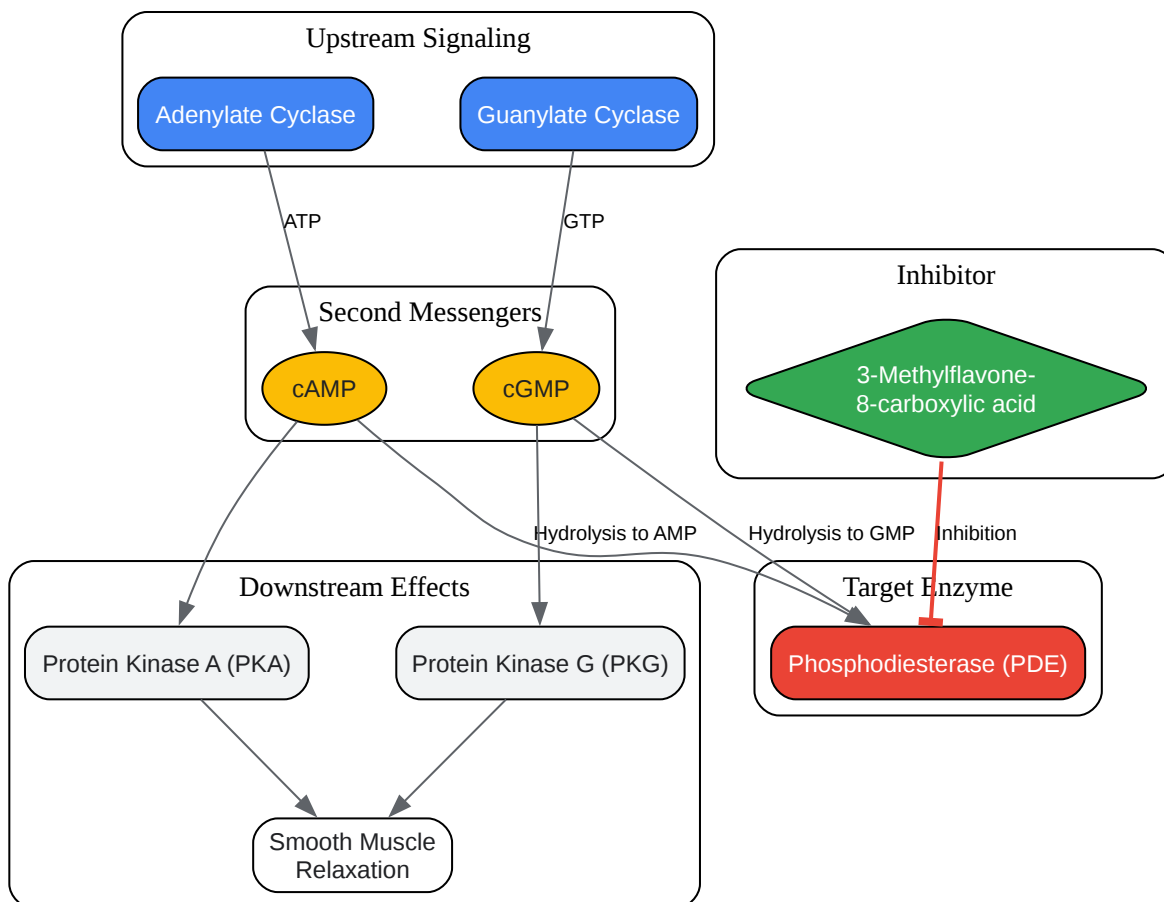 Upstream Signaling
Adenylate Cyclase
Guanylate Cyclase
ATP
GTP
Inhibitor
Second Messengers
3-Methylflavone-
8-carboxylic acid
cAMP
cGMP
Hydrolysis to AMP
Hydrolysis to GMP
Inhibition
Downstream Effects
Target Enzyme
Protein Kinase A (PKA)
Protein Kinase G (PKG)
Phosphodiesterase (PDE)
Smooth Muscle
Relaxation